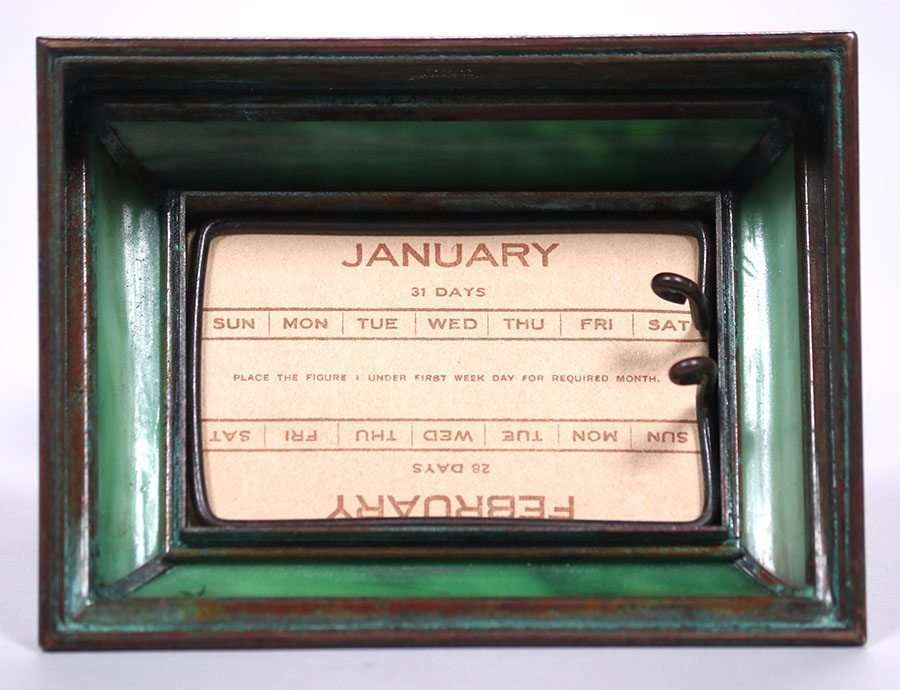 JANUARY
31 DAYS
SUN MON TUE WED THU FRI SAT
PLACE THE FIGURE 1 UNDER FIRST WEEK DAY FOR REQUIRED MONTH.
FEBRUARY
28 DAYS
SUN MON TUE WED THU FRI SAT